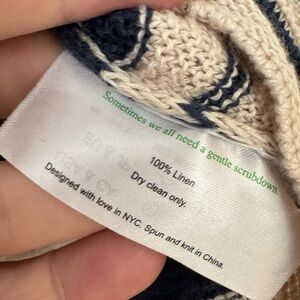 Sometimes we all need a gentle scrubdown.
100% Linen
Dry clean only.
Designed with love in NYC. Spun and knit in China.